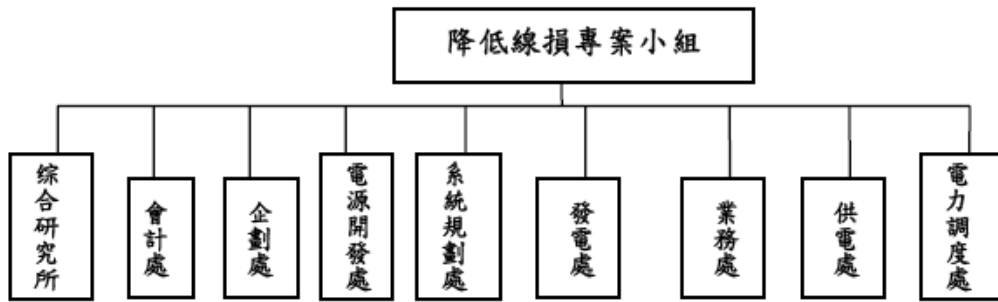 降低線損專案小組
綜合研究所
會計處
企劃處
電源開發處
系統規劃處
發電處
業務處
供電處
電力調度處